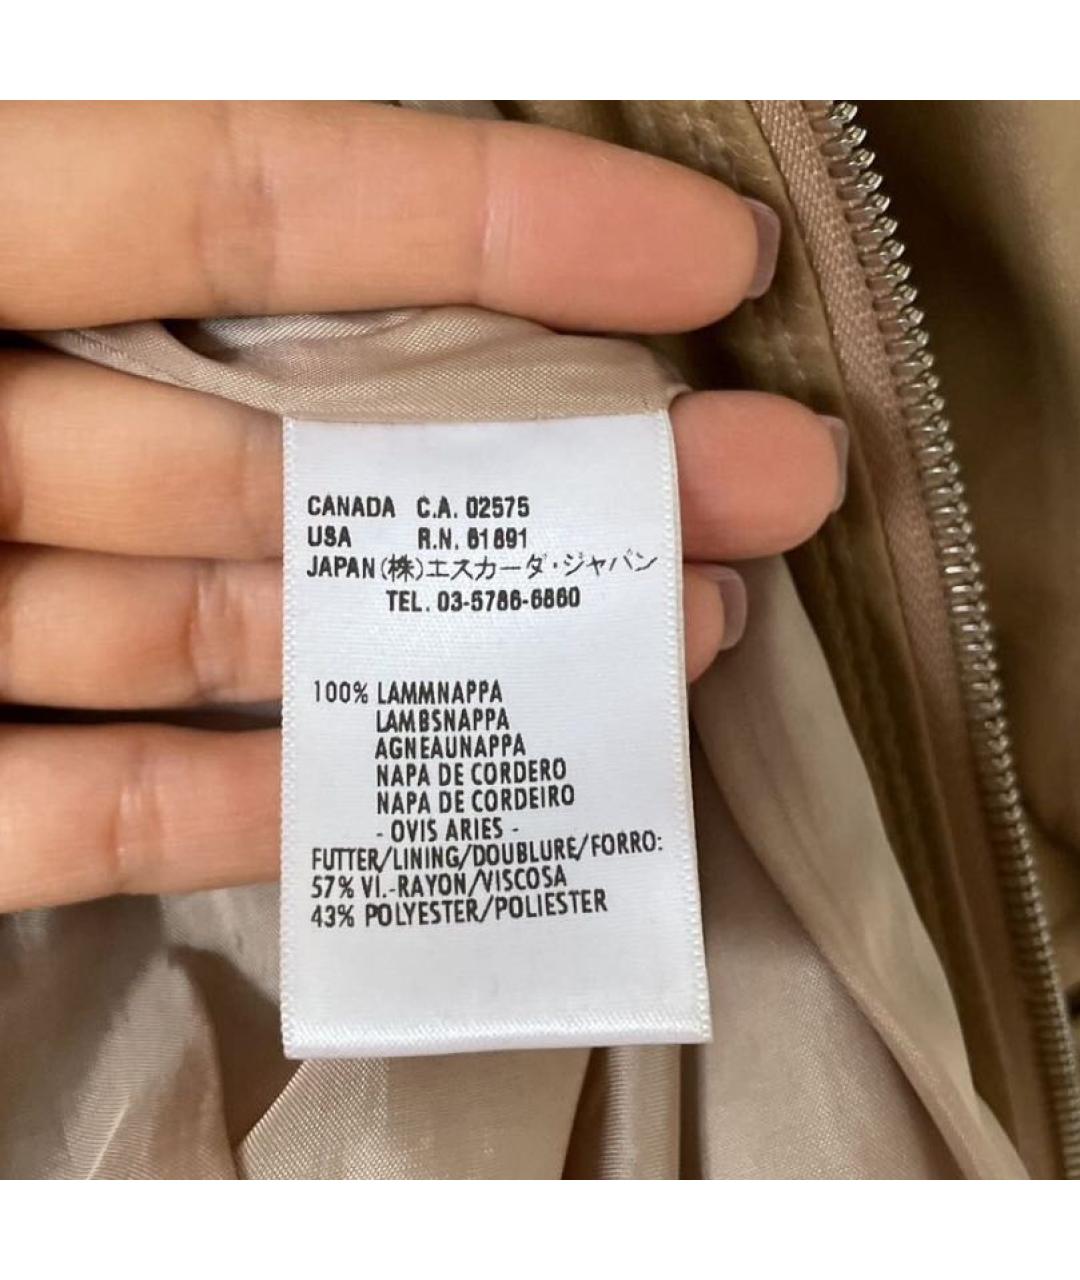 CANADA C.A. 02575
USA R.N. 61891
JAPAN (株)エスカーダ・ジャパン
TEL. 03-5786-6860
100% LAMMNAPPA
LAMBSNAPPA
AGNEAUNAPPA
NAPA DE CORDERO
NAPA DE CORDEIRO
- OVIS ARIES -
FUTTER/LINING/DOUBLURE/FORRO:
57% VI.-RAYON/VISCOSA
43% POLYESTER/POLIESTER